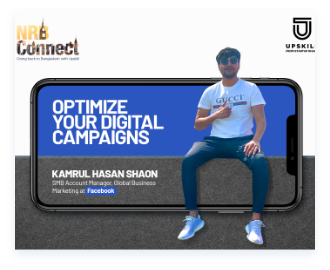 NRB
Connect
Giving back to Bangladesh with Upskill
UPSKILL
OPTIMIZE
YOUR DIGITAL
CAMPAIGNS
GUCCI
KAMRUL HASAN SHAON
SMB Account Manager, Global Business
Marketing at Facebook